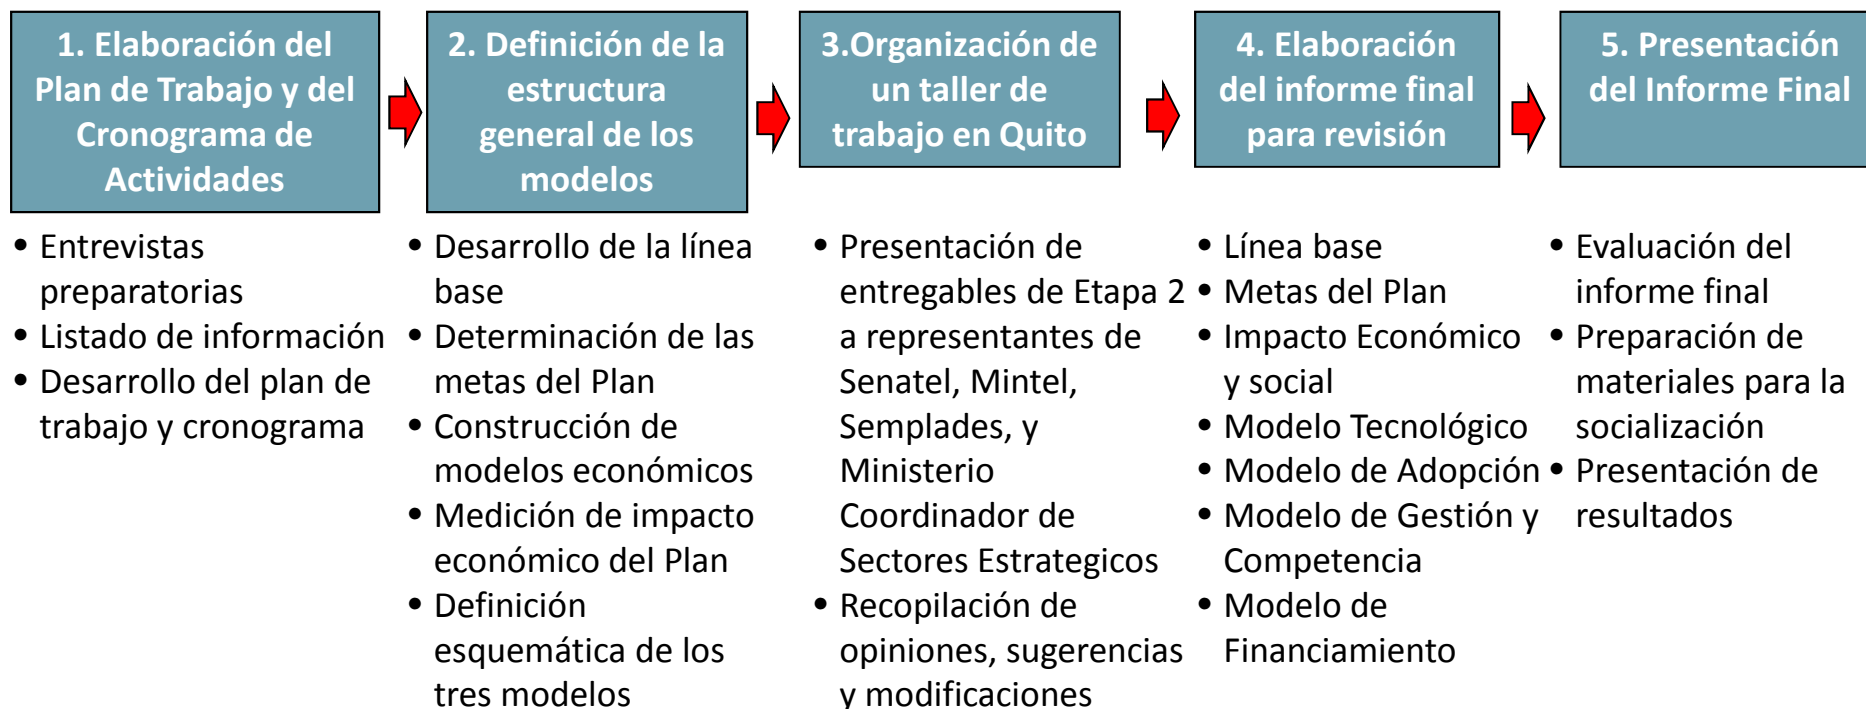 1. Elaboración del
Plan de Trabajo y del
Cronograma de
Actividades
2. Definición de la
estructura
general de los
modelos
3.Organización de
un taller de
trabajo en Quito
4. Elaboración
del informe final
para revisión
5. Presentación
del Informe Final
• Entrevistas
preparatorias
• Listado de información
• Desarrollo del plan de
trabajo y cronograma
• Desarrollo de la línea
base
• Determinación de las
metas del Plan
• Construcción de
modelos económicos
• Medición de impacto
económico del Plan
• Definición
esquemática de los
tres modelos
• Presentación de
entregables de Etapa 2
a representantes de
Senatel, Mintel,
Semplades, y
Ministerio
Coordinador de
Sectores Estrategicos
• Recopilación de
opiniones, sugerencias
y modificaciones
• Línea base
• Metas del Plan
• Impacto Económico
y social
• Modelo Tecnológico
• Modelo de Adopción
• Modelo de Gestión y
Competencia
• Modelo de
Financiamiento
• Evaluación del
informe final
• Preparación de
materiales para la
socialización
• Presentación de
resultados